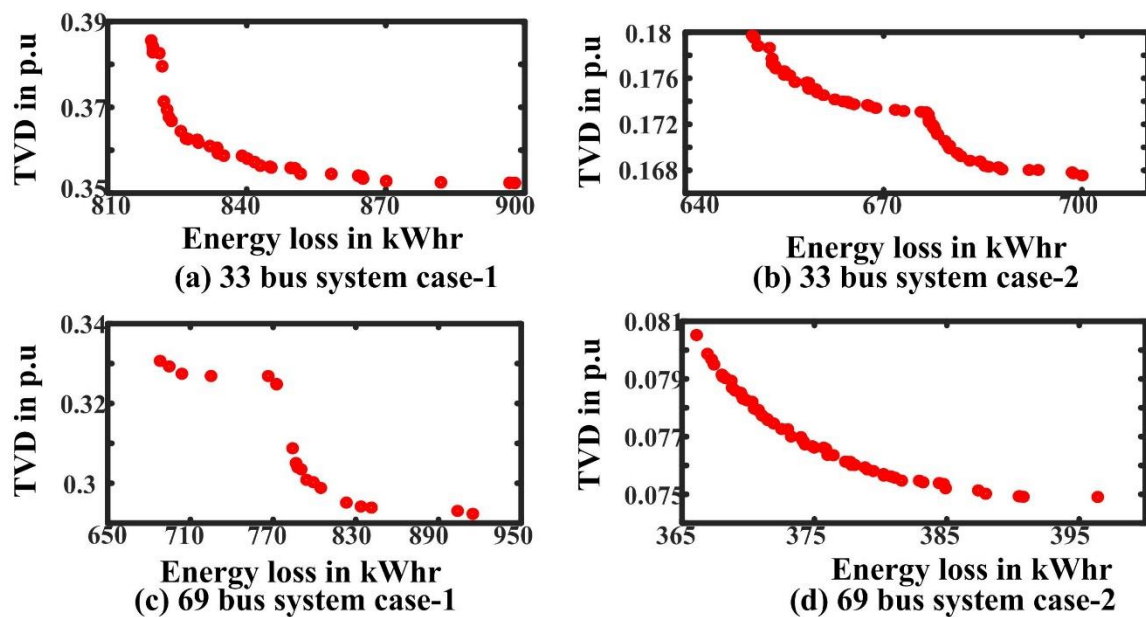 0.39
0.37
0.35
TVD in p.u
810 840 870 900
Energy loss in kWhr
(a) 33 bus system case-1
0.18
0.176
0.172
0.168
TVD in p.u
640 670 700
Energy loss in kWhr
(b) 33 bus system case-2
0.34
0.32
0.3
TVD in p.u
650 710 770 830 890 950
Energy loss in kWhr
(c) 69 bus system case-1
0.081
0.079
0.077
0.075
TVD in p.u
365 375 385 395
Energy loss in kWhr
(d) 69 bus system case-2